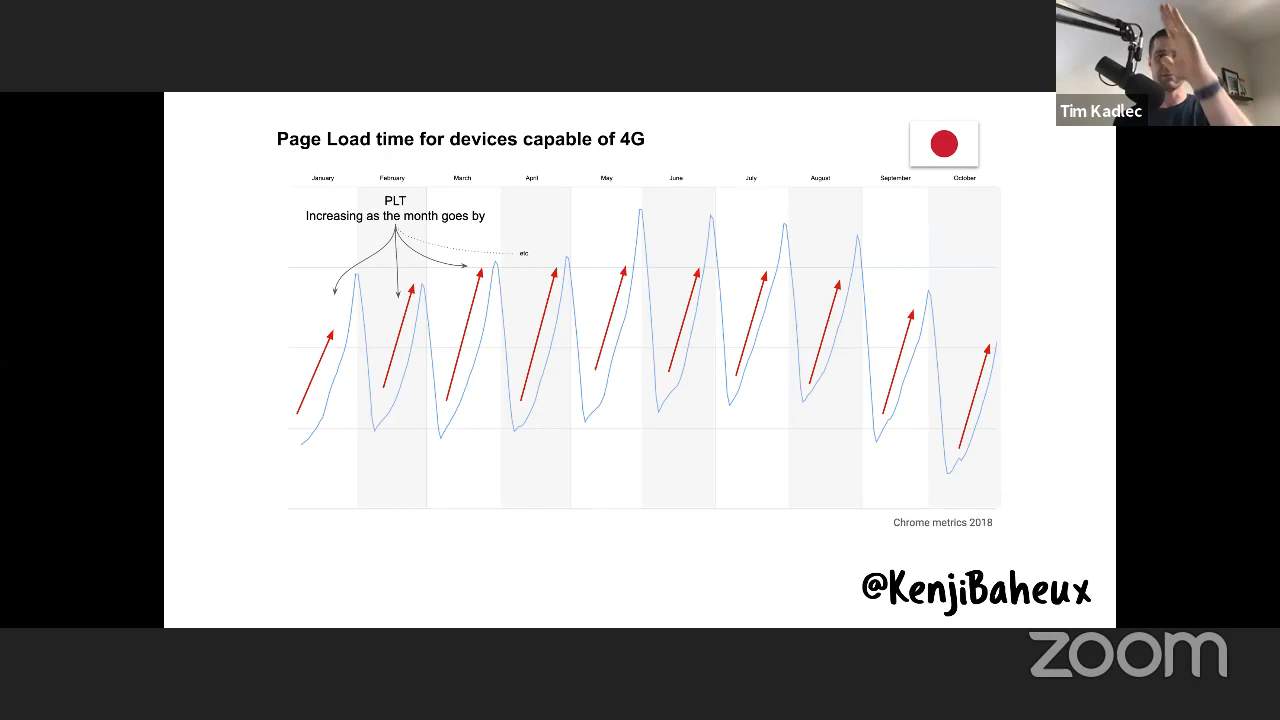 Tim Kadlec
Page Load time for devices capable of 4G
January February March April May June July August September October
PLT
Increasing as the month goes by
etc
Chrome metrics 2018
@KenjiBaheux
zoom